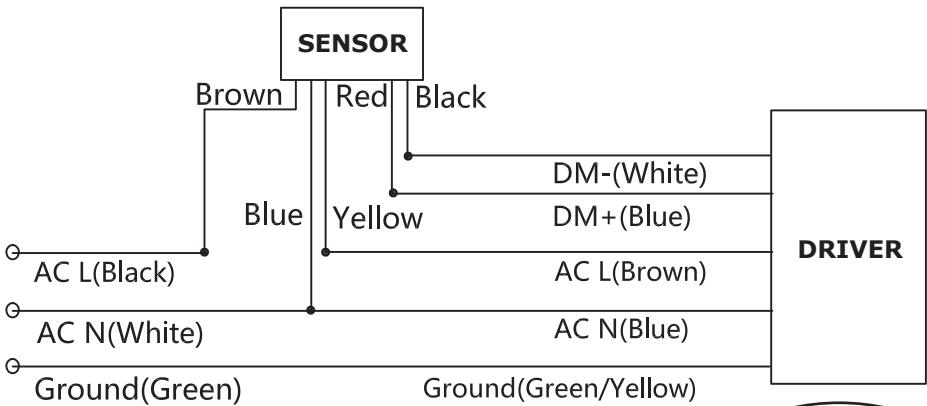 SENSOR
Brown
Red
Black
DM-(White)
Blue
Yellow
DM+(Blue)
DRIVER
AC L(Black)
AC L(Brown)
AC N(White)
AC N(Blue)
Ground(Green)
Ground(Green/Yellow)